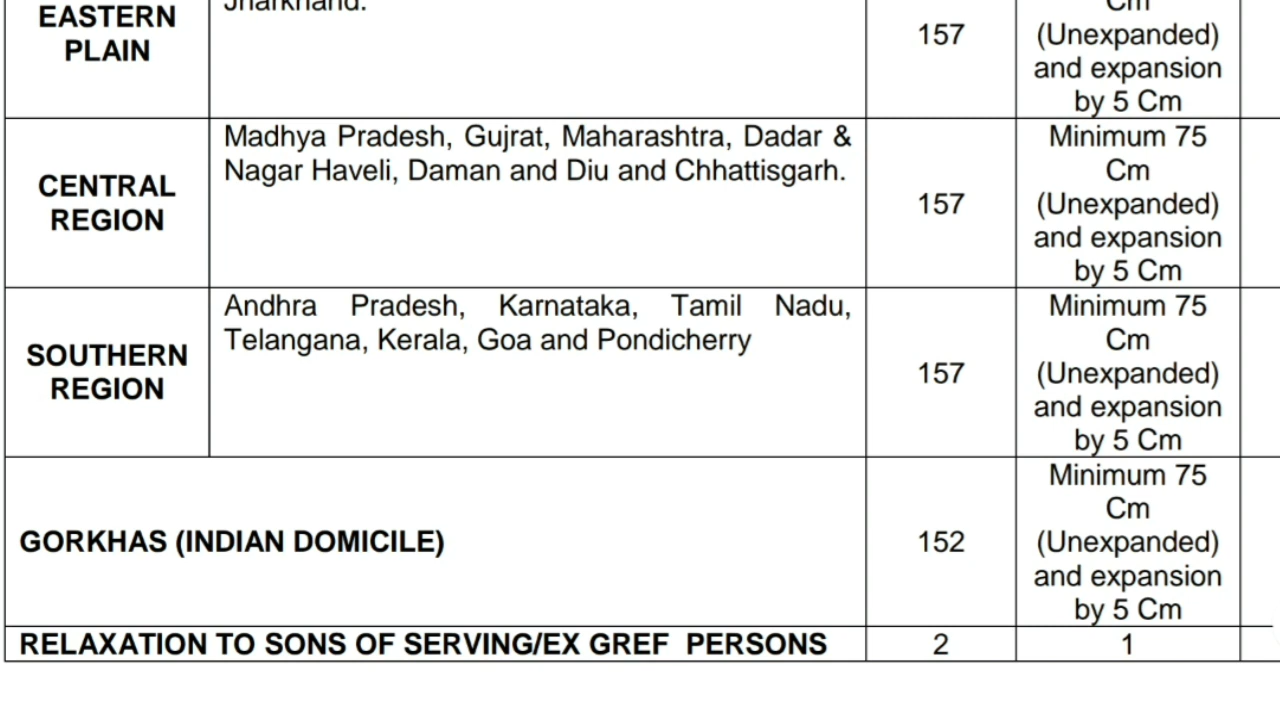 EASTERN
PLAIN
Jharkhand.
157
Cm
(Unexpanded)
and expansion
by 5 Cm
CENTRAL
REGION
Madhya Pradesh, Gujrat, Maharashtra, Dadar &
Nagar Haveli, Daman and Diu and Chhattisgarh.
157
Minimum 75
Cm
(Unexpanded)
and expansion
by 5 Cm
SOUTHERN
REGION
Andhra Pradesh, Karnataka, Tamil Nadu,
Telangana, Kerala, Goa and Pondicherry
157
Minimum 75
Cm
(Unexpanded)
and expansion
by 5 Cm
GORKHAS (INDIAN DOMICILE)
152
Minimum 75
Cm
(Unexpanded)
and expansion
by 5 Cm
RELAXATION TO SONS OF SERVING/EX GREF PERSONS
2
1